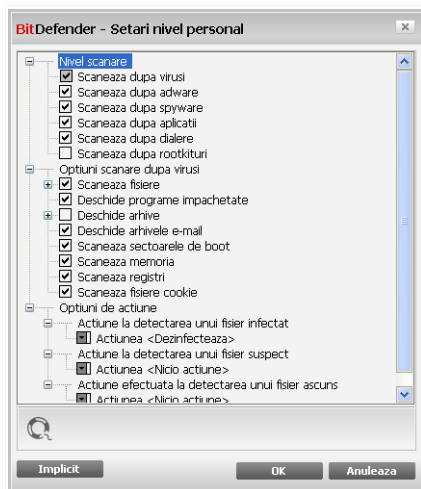 BitDefender - Setari nivel personal
Nivel scanare
Scaneaza dupa virusi
Scaneaza dupa adware
Scaneaza dupa spyware
Scaneaza dupa aplicatii
Scaneaza dupa dialere
Scaneaza dupa rootkituri
Optiuni scanare dupa virusi
Scaneaza fisiere
Deschide programe impachetate
Deschide arhive
Deschide arhivele e-mail
Scaneaza sectoarele de boot
Scaneaza memoria
Scaneaza registri
Scaneaza fisiere cookie
Optiuni de actiune
Actiune la detectarea unui fisier infectat
Actiunea <Dezinfecteaza>
Actiune la detectarea unui fisier suspect
Actiunea <Nicio actiune>
Actiune efectuata la detectarea unui fisier ascuns
Actiunea <Nicio actiune>
Implicit
OK
Anuleaza